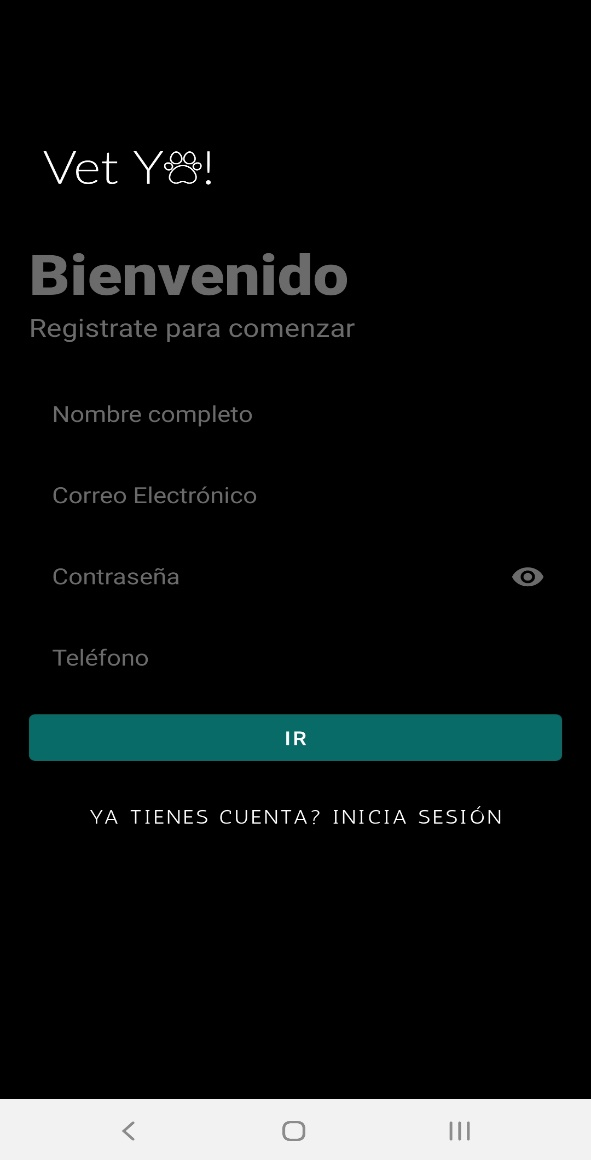 Vet Y!
Bienvenido
Registrate para comenzar
Nombre completo
Correo Electrónico
Contraseña
Teléfono
IR
YA TIENES CUENTA? INICIA SESIÓN